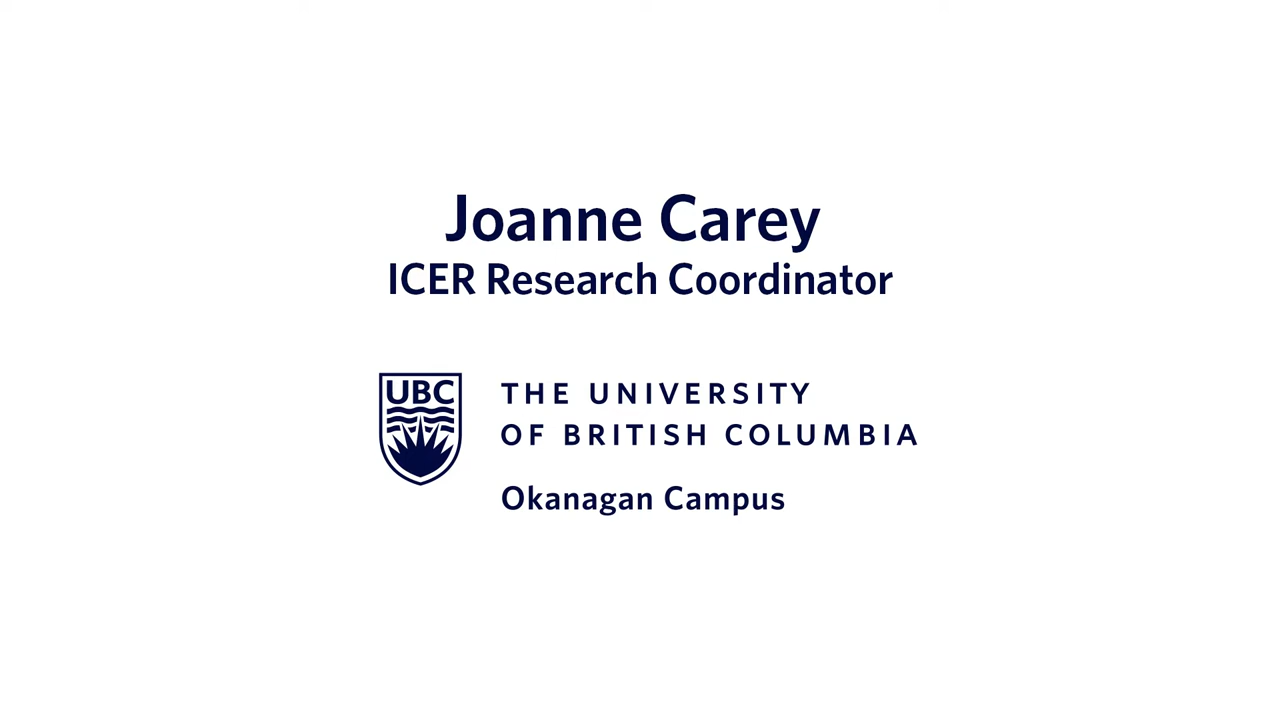 Joanne Carey
ICER Research Coordinator
UBC
THE UNIVERSITY
OF BRITISH COLUMBIA
Okanagan Campus